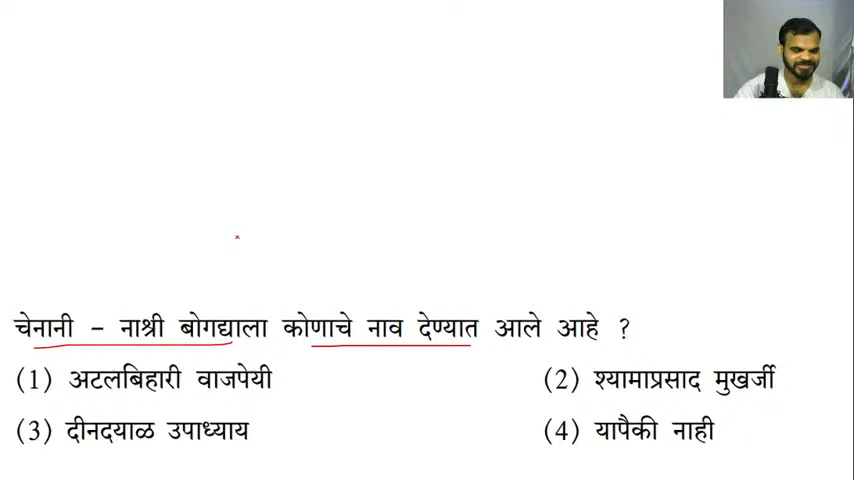 चेनानी - नाश्री बोगद्याला कोणाचे नाव देण्यात आले आहे ?
(1) अटलबिहारी वाजपेयी (2) श्यामाप्रसाद मुखर्जी
(3) दीनदयाळ उपाध्याय (4) यापैकी नाही